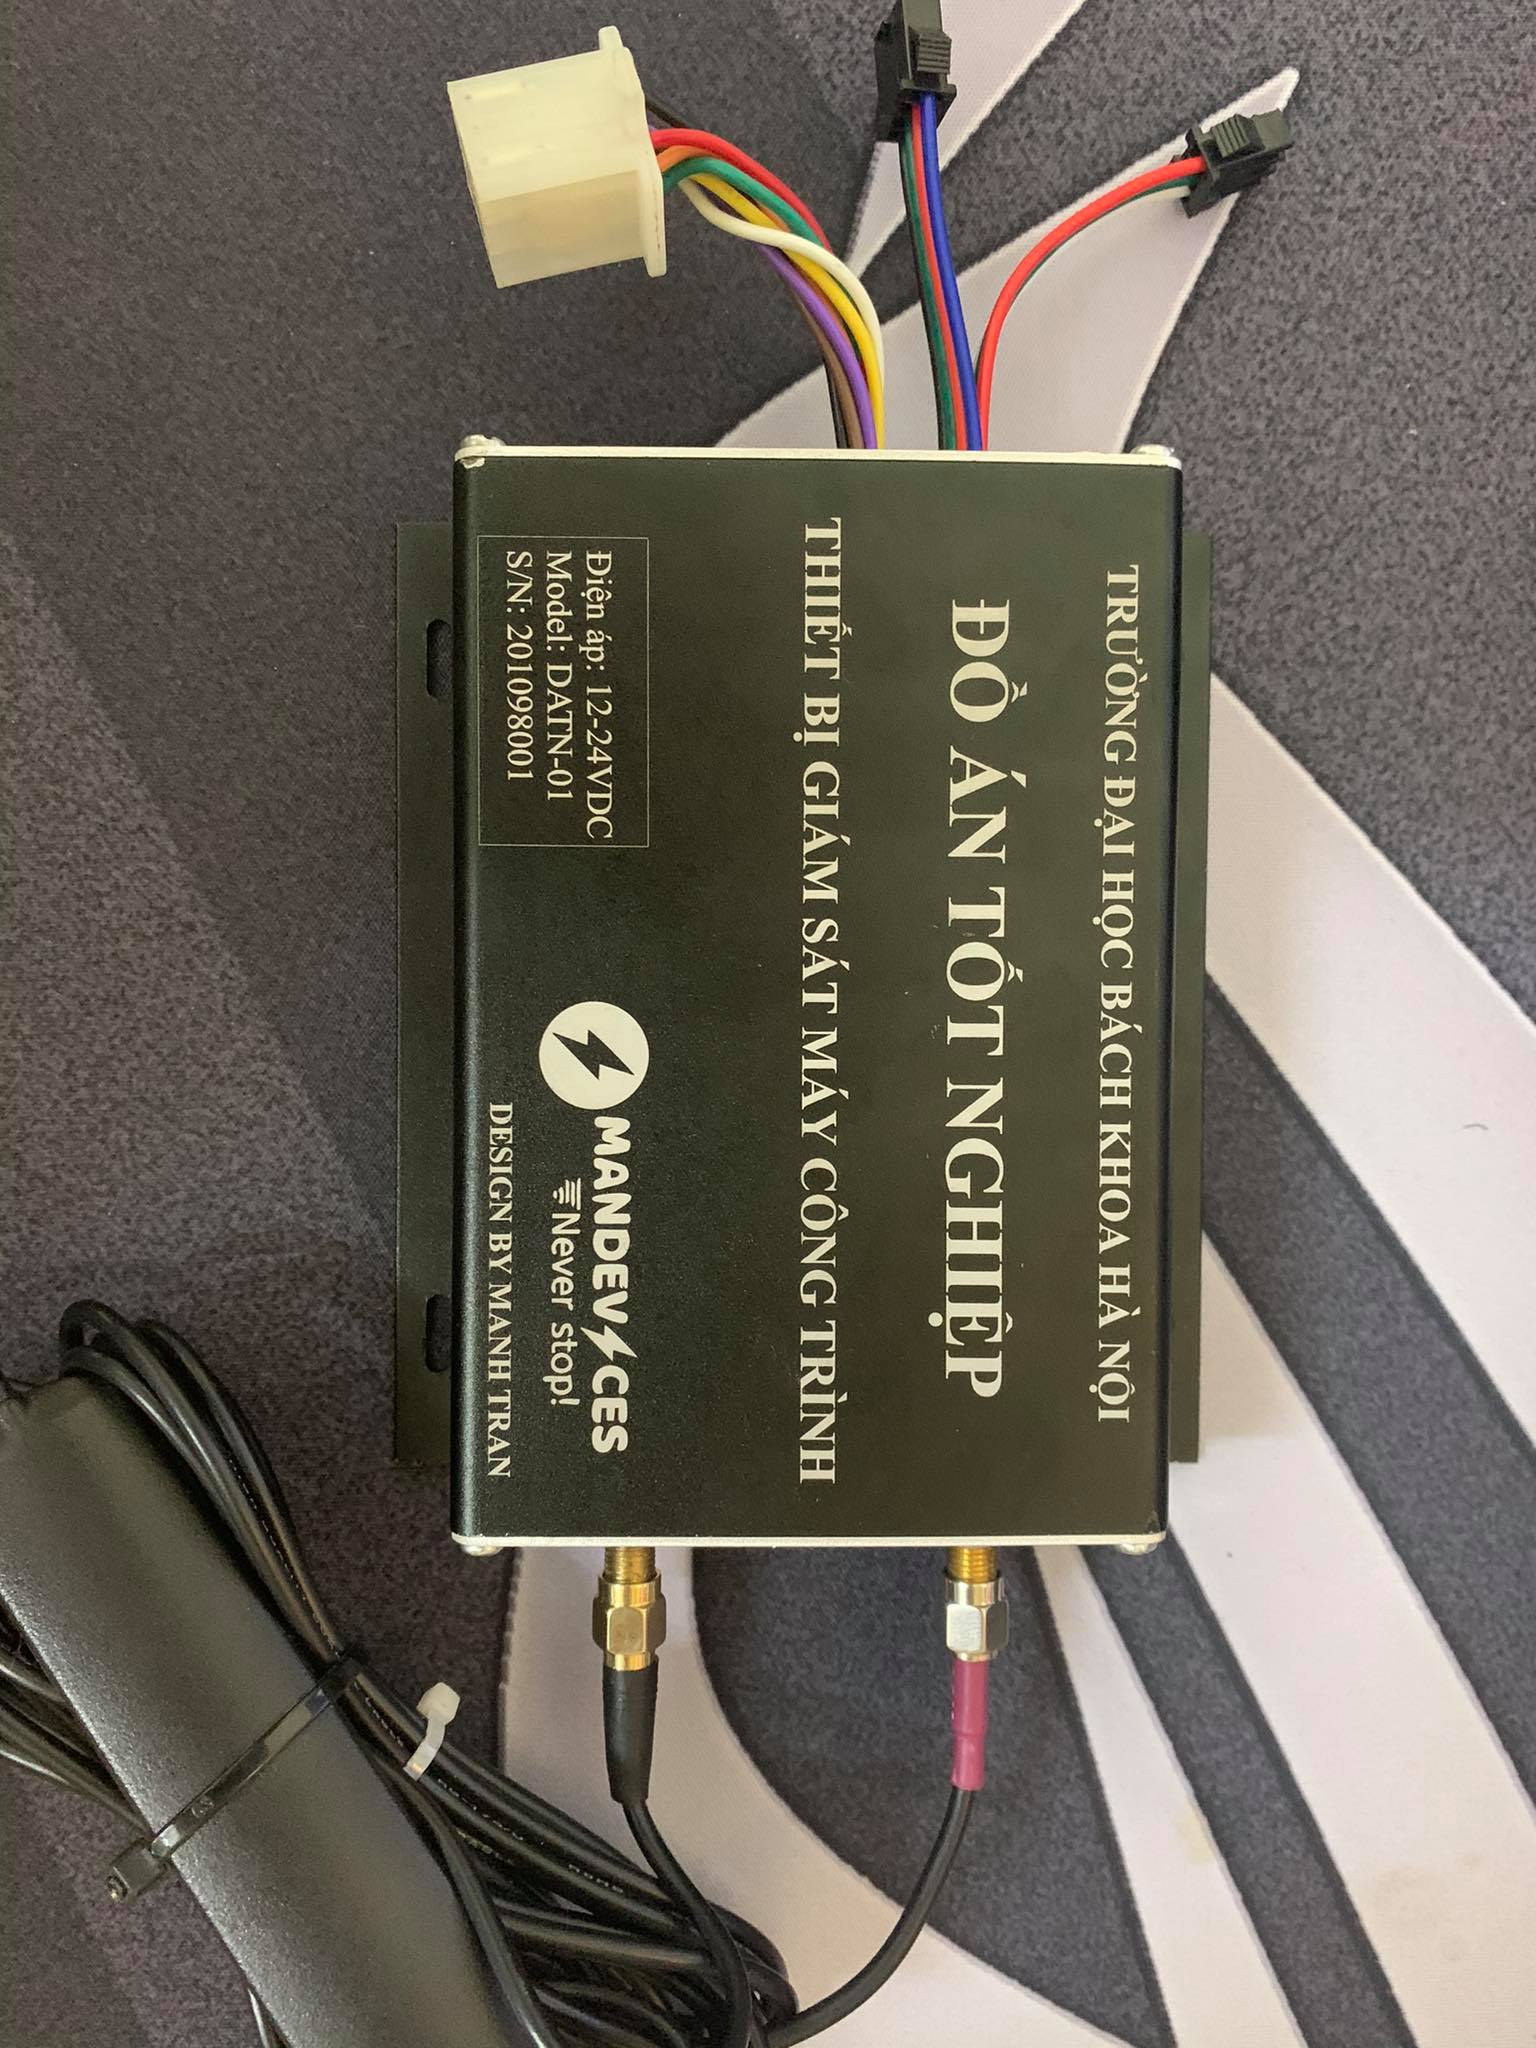 TRƯỜNG ĐẠI HỌC BÁCH KHOA HÀ NỘI
ĐỒ ÁN TỐT NGHIỆP
THIẾT BỊ GIÁM SÁT MÁY CÔNG TRÌNH
Điện áp: 12-24VDC
Model: DATN-01
S/N: 201098001
MANDEVICES
Never stop!
DESIGN BY MANH TRAN